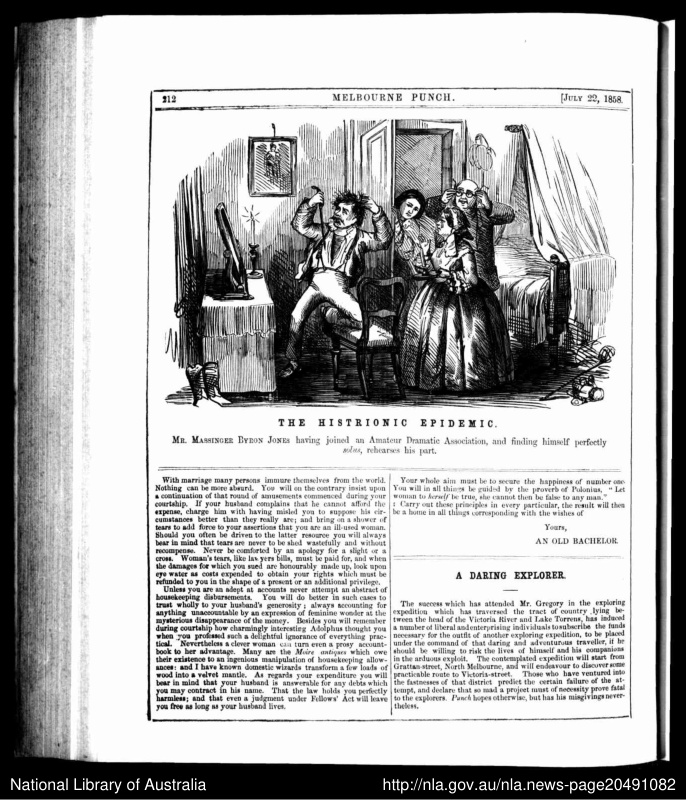 212
MELBOURNE PUNCH.
[JULY 22, 1858.
THE HISTRIONIC EPIDEMIC.
MR. MASSINGER BYRON JONES having joined an Amateur Dramatic Association, and finding himself perfectly
solus, rehearses his part.
With marriage many persons immure themselves from the world.
Nothing can be more absurd. You will on the contrary insist upon
a continuation of that round of amusements commenced during your
courtship. If your husband complains that he cannot afford the
expense, charge him with having misled you to suppose his cir-
cumstances better than they really are; and bring on a shower of
tears to add force to your assertions that you are an ill-used woman.
Should you often be driven to the latter resource you will always
bear in mind that tears are never to be shed wastefully and without
recompense. Never be comforted by an apology for a slight or a
cross. Woman's tears, like lawyers bills, must be paid for, and when
the damages for which you sued are honourably made up, look upon
eye water as costs expended to obtain your rights which must be
refunded to you in the shape of a present or an additional privilege.
Unless you are an adept at accounts never attempt an abstract of
housekeeping disbursements. You will do better in such cases to
trust wholly to your husband's generosity; always accounting for
anything unaccountable by an expression of feminine wonder at the
mysterious disappearance of the money. Besides you will remember
during courtship how charmingly interesting Adolphus thought you
when you professed such a delightful ignorance of everything prac-
tical. Nevertheless a clever woman can turn even a prosy account-
book to her advantage. Many are the Moire antiques which owe
their existence to an ingenious manipulation of housekeeping allow-
ances: and I have known domestic wizards transform a few loads of
wood into a velvet mantle. As regards your expenditure you will
bear in mind that your husband is answerable for any debts which
you may contract in his name. That the law holds you perfectly
harmless; and that even a judgment under Fellows' Act will leave
you free as long as your husband lives.
Your whole aim must be to secure the happiness of number one
You will in all things be guided by the proverb of Polonius, "Let
woman to herself be true, she cannot then be false to any man."
: Carry out these principles in every particular, the result will then
be a home in all things corresponding with the wishes of
Yours,
AN OLD BACHELOR.
A DARING EXPLORER.
The success which has attended Mr. Gregory in the exploring
expedition which has traversed the tract of country lying be-
tween the head of the Victoria River and Lake Torrens, has induced
a number of liberal and enterprising individuals to subscribe the funds
necessary for the outfit of another exploring expedition, to be placed
under the command of that daring and adventurous traveller, if he
should be willing to risk the lives of himself and his companions
in the arduous exploit. The contemplated expedition will start from
Grattan-street, North Melbourne, and will endeavour to discover some
practicable route to Victoria-street. Those who have ventured into
the fastnesses of that district predict the certain failure of the at-
tempt, and declare that so mad a project must of necessity prove fatal
to the explorers. Punch hopes otherwise, but has his misgivings never-
theless.
National Library of Australia
http://nla.gov.au/nla.news-page20491082